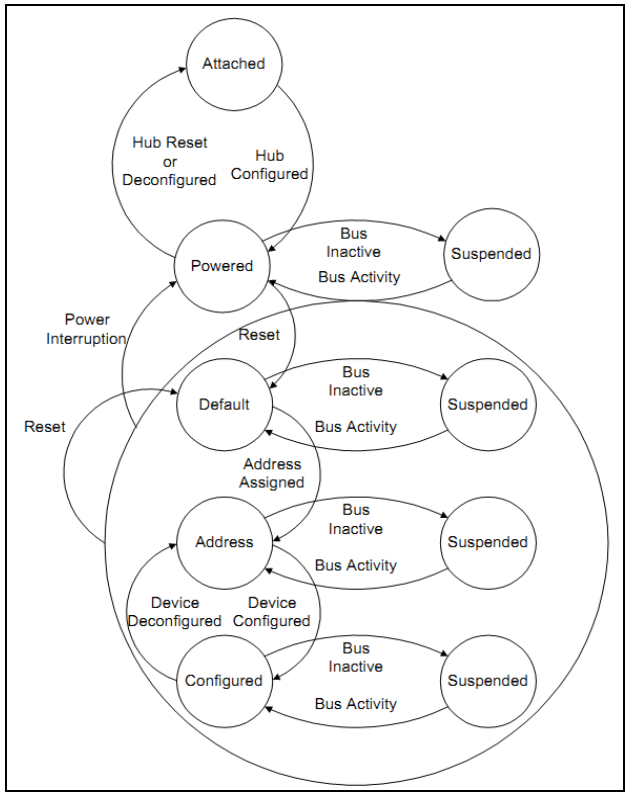 Attached
Hub Reset
or
Deconfigured
Hub
Configured
Powered
Bus
Inactive
Bus Activity
Suspended
Power
Interruption
Reset
Default
Bus
Inactive
Bus Activity
Suspended
Reset
Address
Assigned
Address
Bus
Inactive
Bus Activity
Suspended
Device
Deconfigured
Device
Configured
Configured
Bus
Inactive
Bus Activity
Suspended